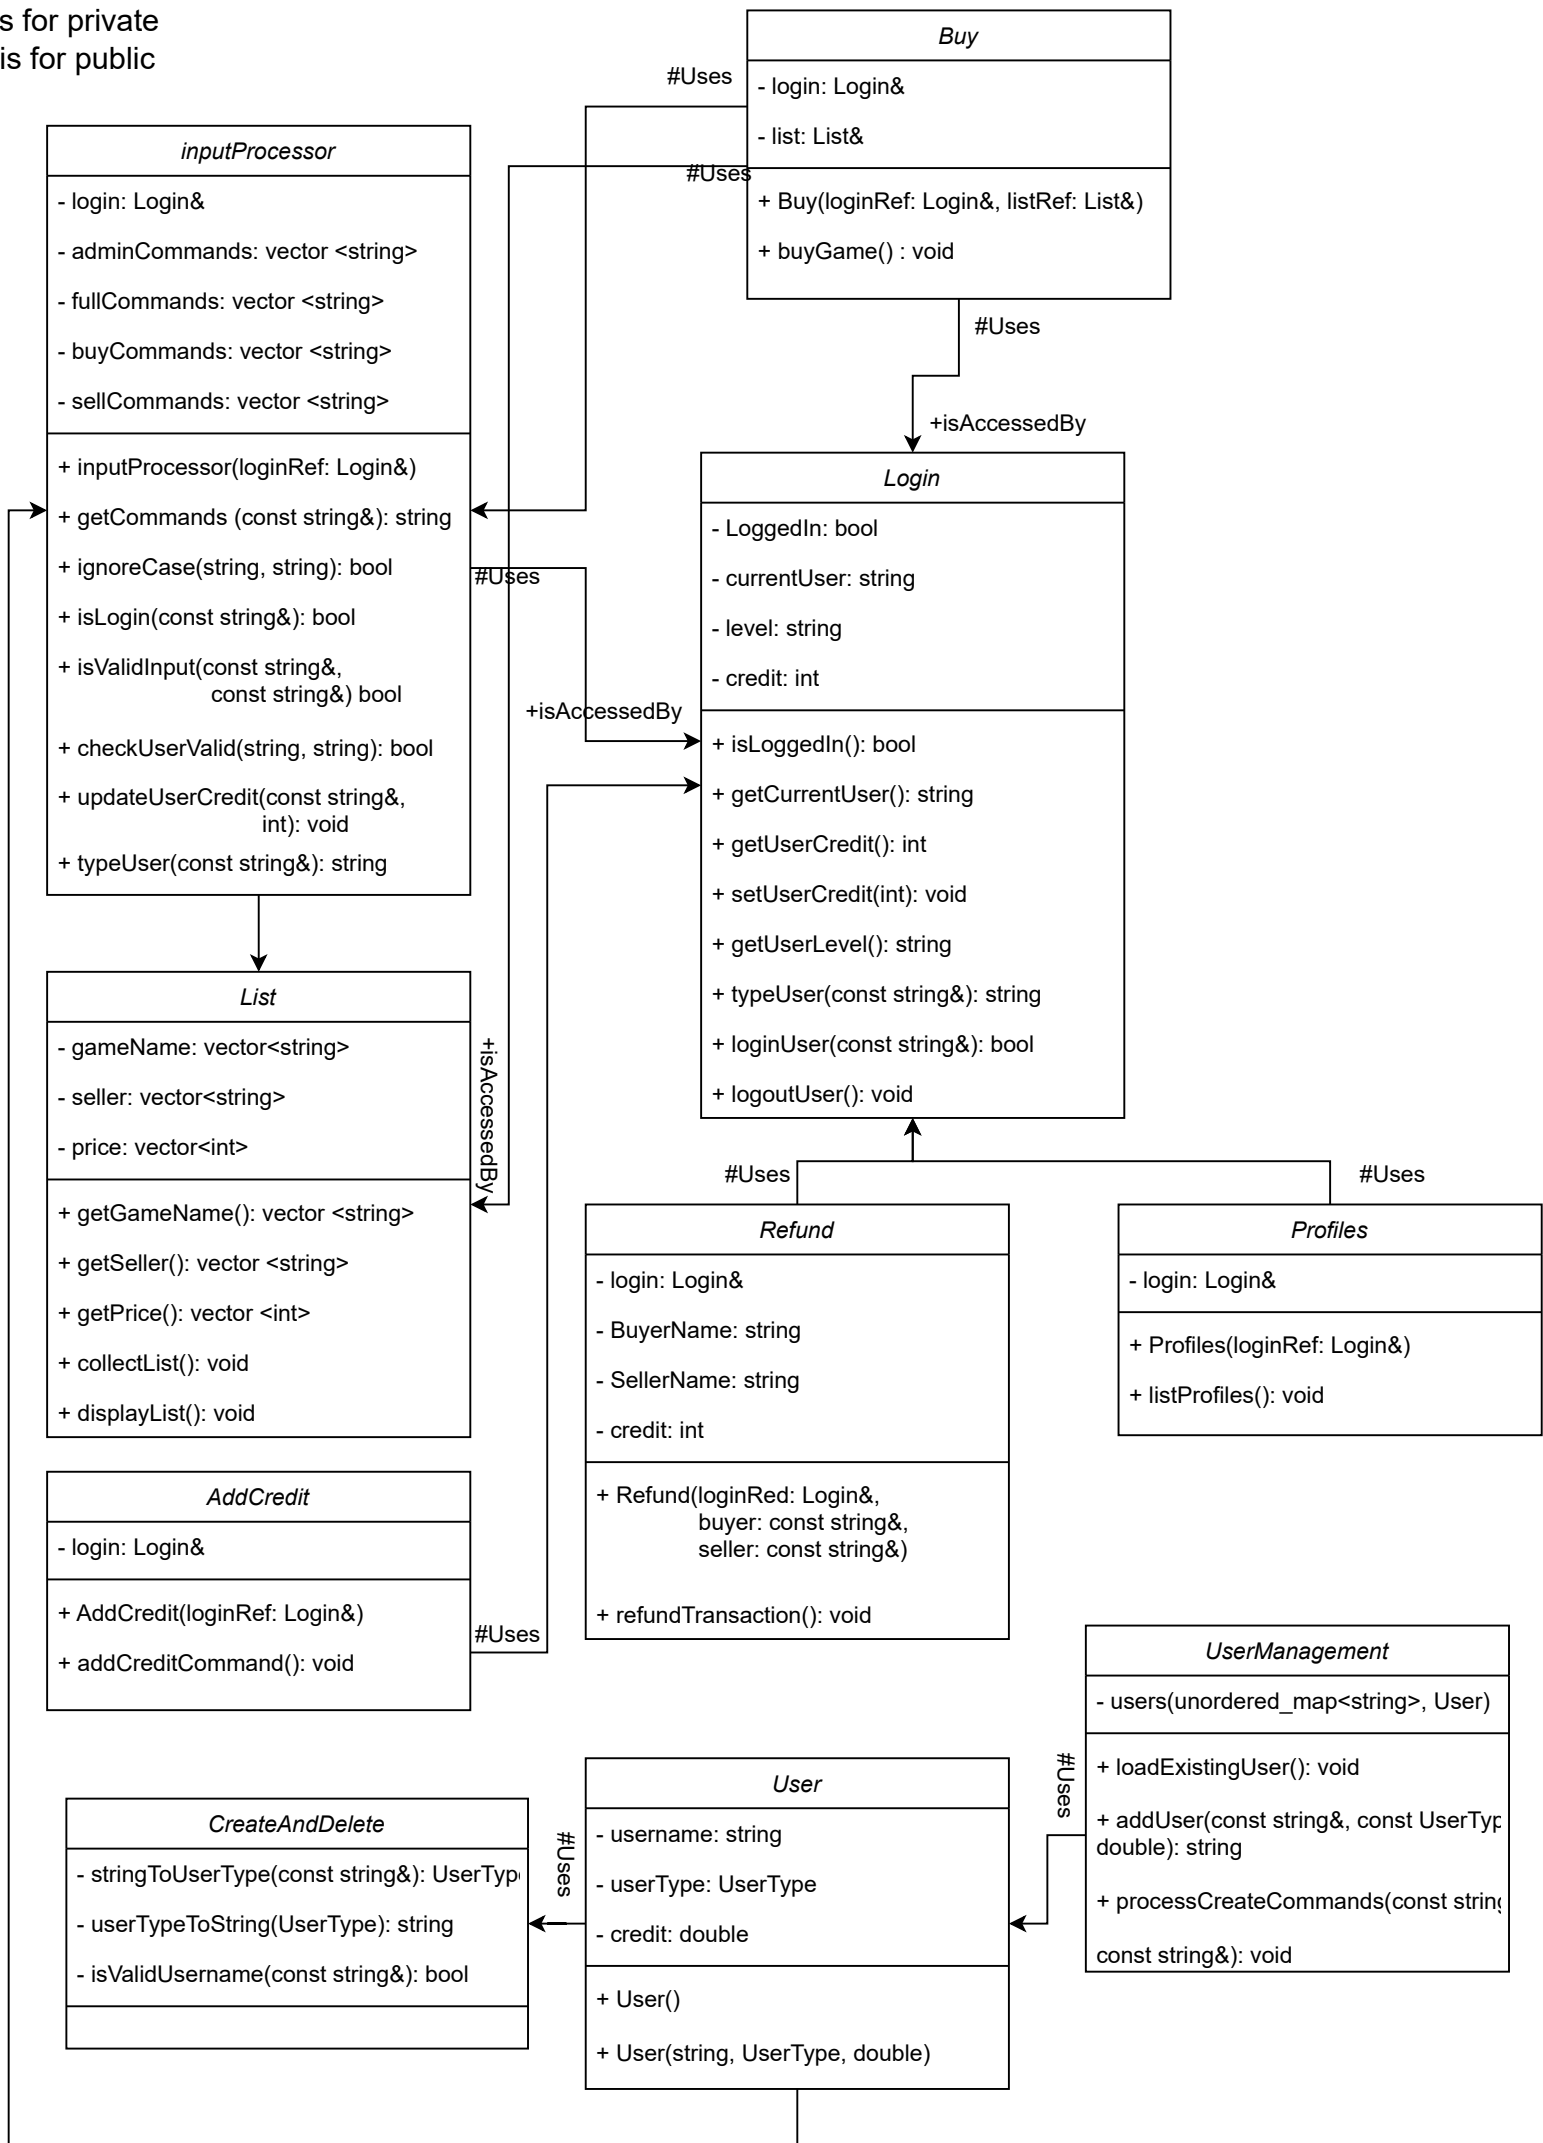 s for private
is for public
Buy
- login: Login&
- list: List&
+ Buy(loginRef: Login&, listRef: List&)
+ buyGame() : void
#Uses
#Uses
#Uses
+isAccessedBy
inputProcessor
- login: Login&
- adminCommands: vector <string>
- fullCommands: vector <string>
- buyCommands: vector <string>
- sellCommands: vector <string>
+ inputProcessor(loginRef: Login&)
+ getCommands (const string&): string
+ ignoreCase(string, string): bool
+ isLogin(const string&): bool
+ isValidInput(const string&,
const string&) bool
+ checkUserValid(string, string): bool
+ updateUserCredit(const string&,
int): void
+ typeUser(const string&): string
#Uses
+isAccessedBy
Login
- LoggedIn: bool
- currentUser: string
- level: string
- credit: int
+ isLoggedIn(): bool
+ getCurrentUser(): string
+ getUserCredit(): int
+ setUserCredit(int): void
+ getUserLevel(): string
+ typeUser(const string&): string
+ loginUser(const string&): bool
+ logoutUser(): void
List
- gameName: vector<string>
- seller: vector<string>
- price: vector<int>
+ getGameName(): vector <string>
+ getSeller(): vector <string>
+ getPrice(): vector <int>
+ collectList(): void
+ displayList(): void
+isAccessedBy
#Uses
#Uses
Refund
- login: Login&
- BuyerName: string
- SellerName: string
- credit: int
+ Refund(loginRed: Login&,
buyer: const string&,
seller: const string&)
+ refundTransaction(): void
Profiles
- login: Login&
+ Profiles(loginRef: Login&)
+ listProfiles(): void
AddCredit
- login: Login&
+ AddCredit(loginRef: Login&)
+ addCreditCommand(): void
#Uses
UserManagement
- users(unordered_map<string>, User)
+ loadExistingUser(): void
+ addUser(const string&, const UserTyp
double): string
+ processCreateCommands(const string
const string&): void
#Uses
User
- username: string
- userType: UserType
- credit: double
+ User()
+ User(string, UserType, double)
#Uses
CreateAndDelete
- stringToUserType(const string&): UserType
- userTypeToString(UserType): string
- isValidUsername(const string&): bool